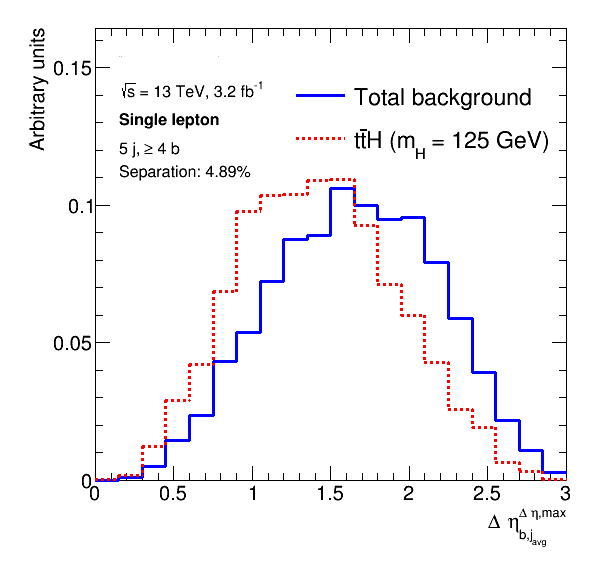 Arbitrary units
0.15
0.1
0.05
0
√s = 13 TeV, 3.2 fb⁻¹
Single lepton
5 j, ≥ 4 b
Separation: 4.89%
Total background
tt̄H (m_H = 125 GeV)
0 0.5 1 1.5 2 2.5 3
Δ η_{b,j_avg}^{Δ η,max}